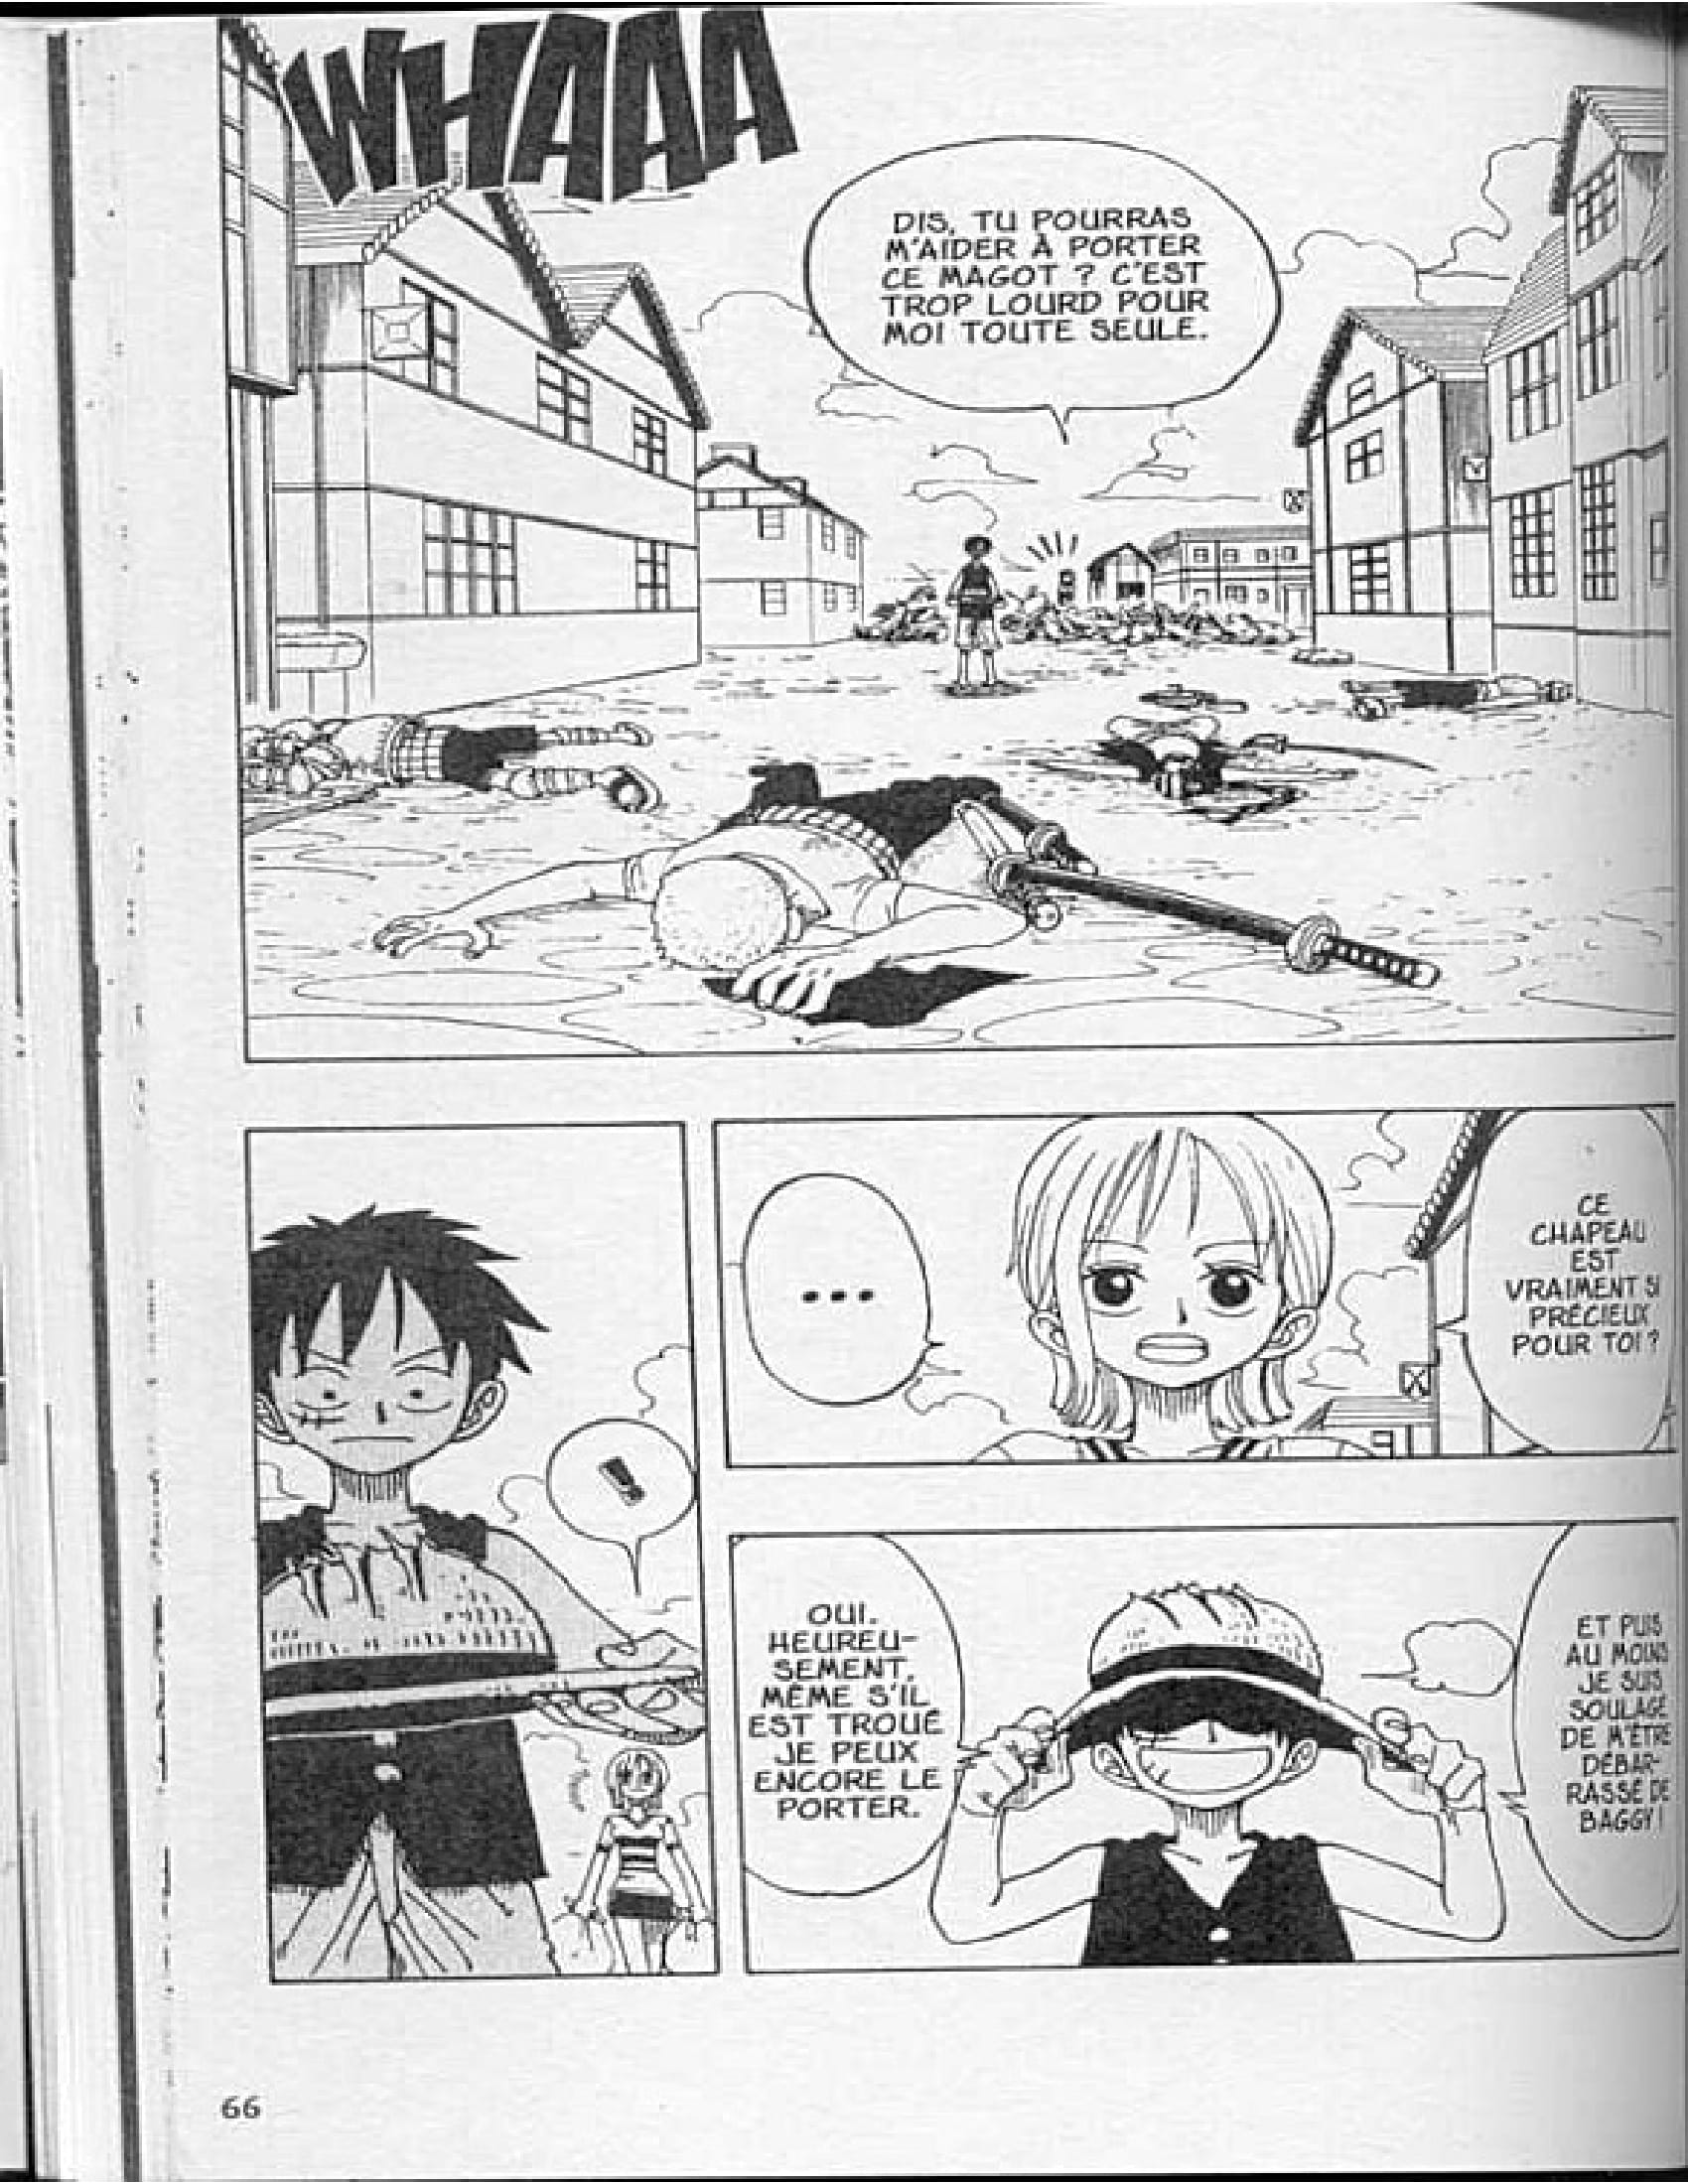 WHAAA
DIS, TU POURRAS
M'AIDER À PORTER
CE MAGOT ? C'EST
TROP LOURD POUR
MOI TOUTE SEULE.
!
...
CE
CHAPEAU
EST
VRAIMENT SI
PRÉCIEUX
POUR TOI ?
OUI.
HEUREU-
SEMENT,
MÊME S'IL
EST TROUÉ
JE PEUX
ENCORE LE
PORTER.
ET PUIS
AU MOINS
JE SUIS
SOULAGÉ
DE M'ÊTRE
DÉBAR-
RASSÉ DE
BAGGY !
66